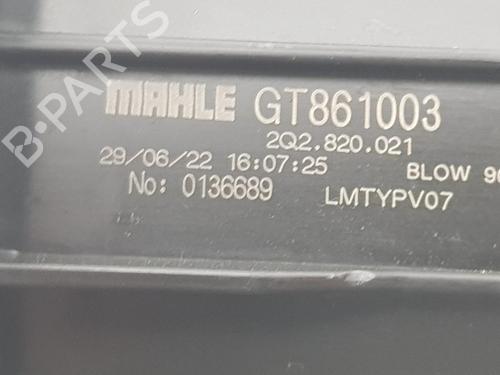 MAHLE GT861003
2Q2.820.021
29/06/22 16:07:25 BLOW
No: 0136689 LMTYPV07
B-PARTS